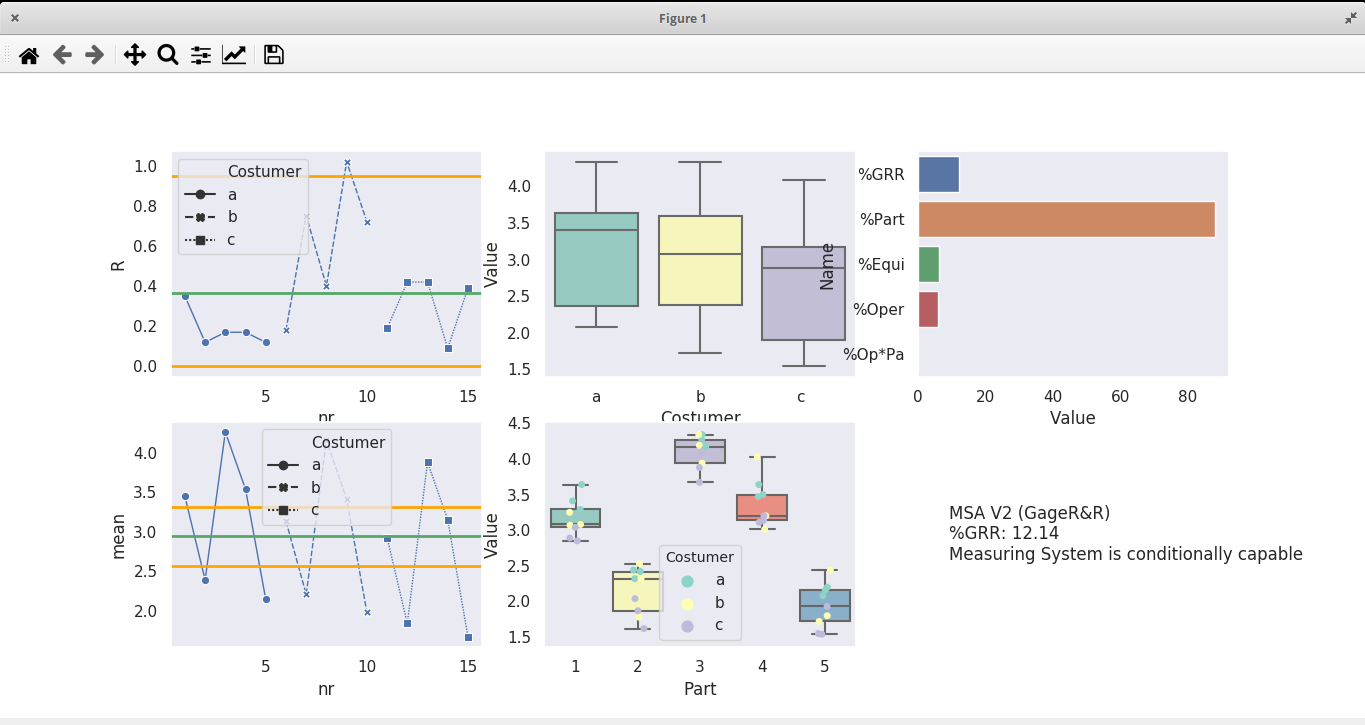 Figure 1
1.0
0.8
0.6
0.4
0.2
0.0
R
Costumer
a
b
c
5
10
15
nr
4.0
3.5
3.0
2.5
2.0
1.5
Value
a
b
c
Costumer
%GRR
%Part
%Equi
%Oper
%Op*Pa
Name
0
20
40
60
80
Value
4.0
3.5
3.0
2.5
2.0
mean
Costumer
a
b
c
5
10
15
nr
4.5
4.0
3.5
3.0
2.5
2.0
1.5
Value
Costumer
a
b
c
1
2
3
4
5
Part
MSA V2 (GageR&R)
%GRR: 12.14
Measuring System is conditionally capable